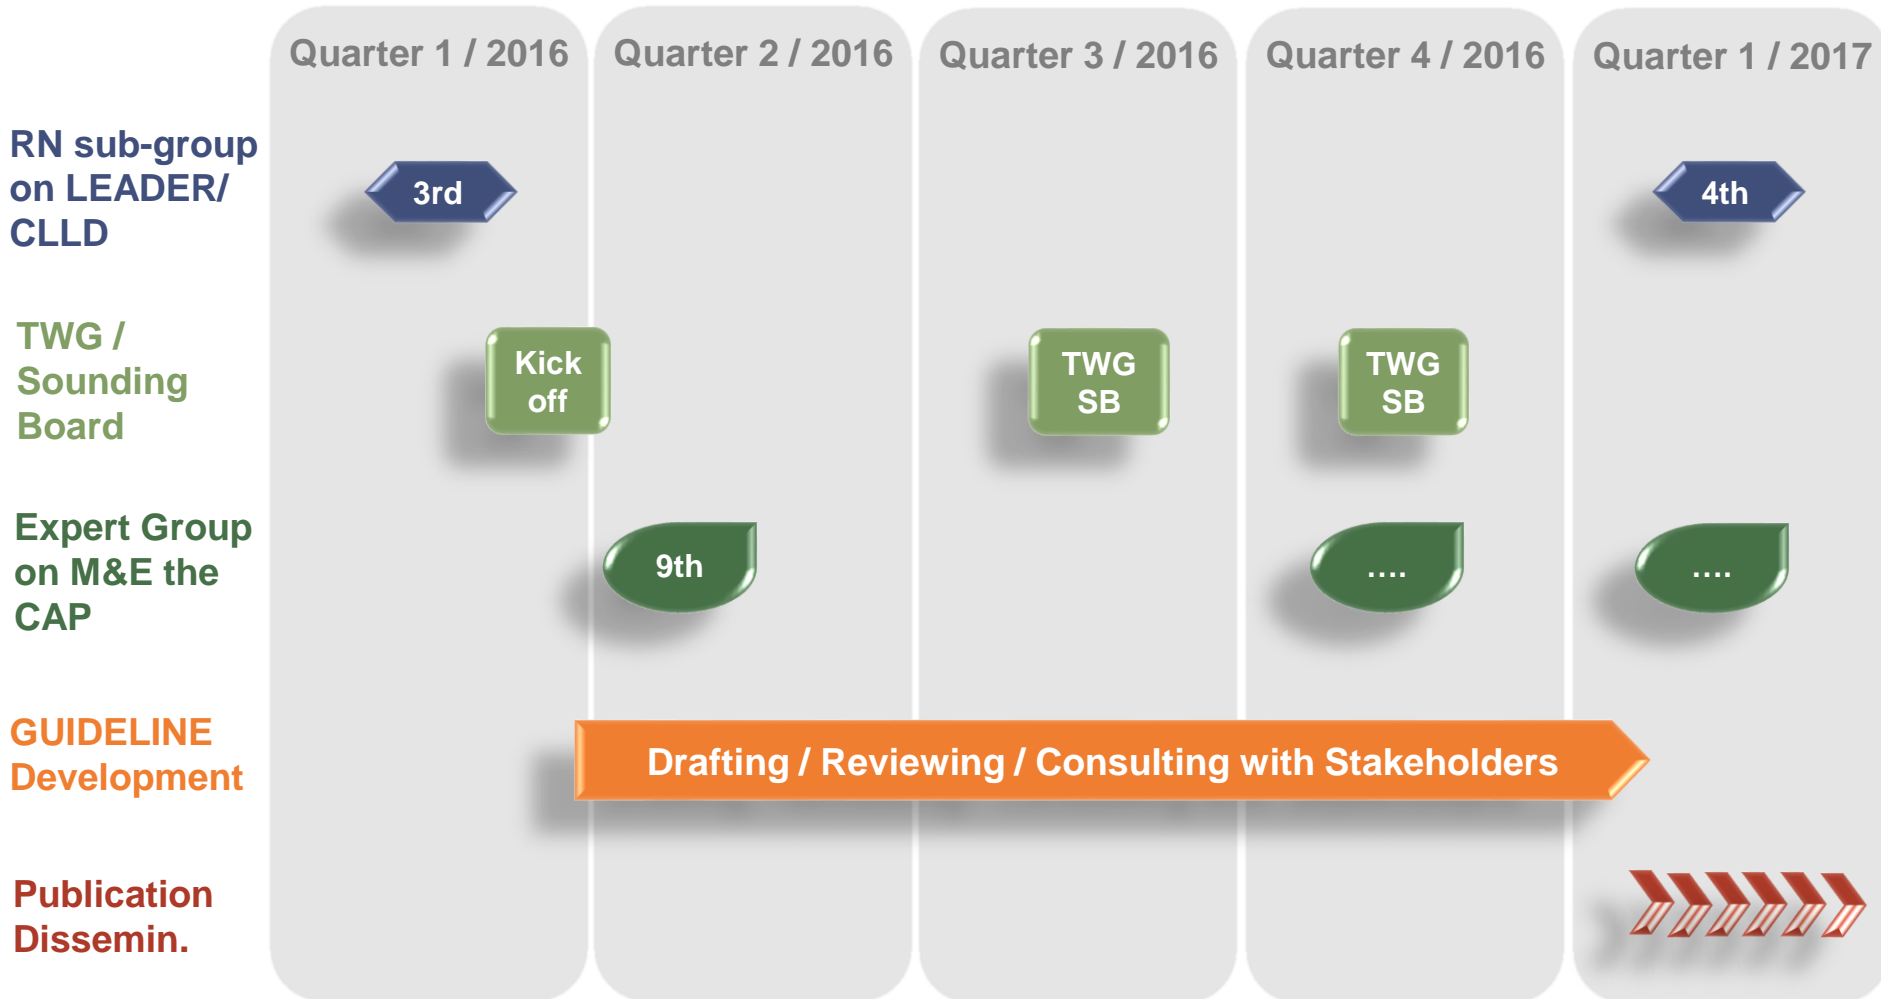 Quarter 1 / 2016
Quarter 2 / 2016
Quarter 3 / 2016
Quarter 4 / 2016
Quarter 1 / 2017
RN sub-group
on LEADER/
CLLD
3rd
4th
TWG /
Sounding
Board
Kick
off
TWG
SB
TWG
SB
Expert Group
on M&E the
CAP
9th
....
....
GUIDELINE
Development
Drafting / Reviewing / Consulting with Stakeholders
Publication
Dissemin.